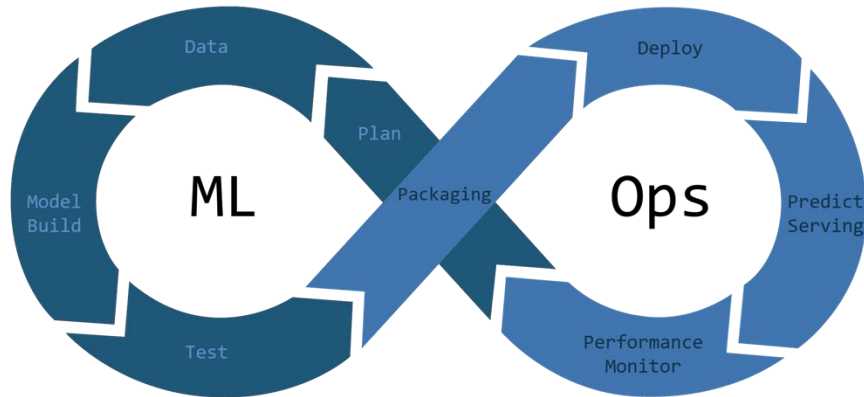 Data
Deploy
Plan
ML
Ops
Packaging
Model
Build
Predict
Serving
Test
Performance
Monitor